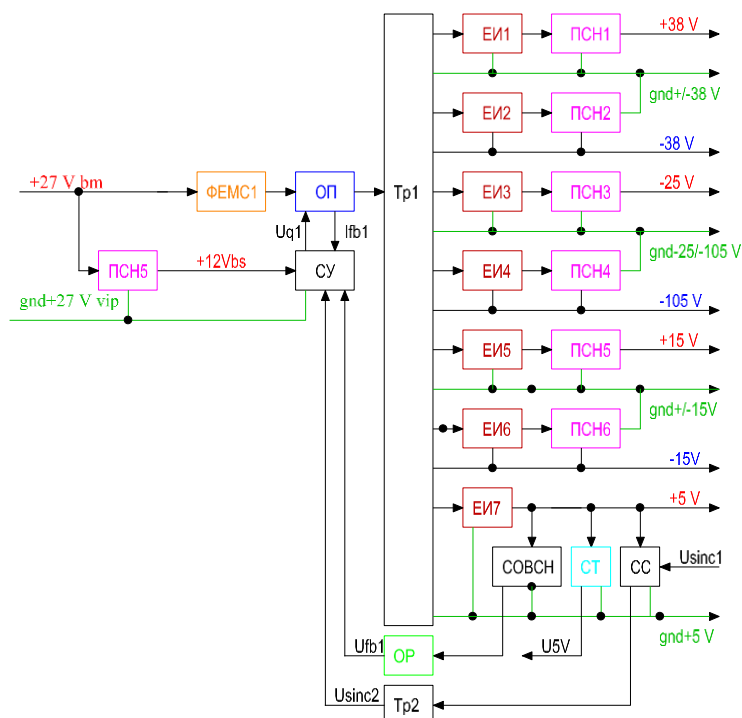 +38 V
ЕИ1
ПСН1
gnd+/-38 V
ЕИ2
ПСН2
-38 V
+27 V bm
ФЕМС1
ОП
Тр1
ЕИ3
ПСН3
-25 V
Uq1
Ifb1
gnd-25/-105 V
ПСН5
+12Vbs
СУ
ЕИ4
ПСН4
gnd+27 V vip
-105 V
ЕИ5
ПСН5
+15 V
gnd+/-15V
ЕИ6
ПСН6
-15V
ЕИ7
+5 V
СОВСН
СТ
СС
Usinc1
gnd+5 V
Ufb1
ОР
U5V
Usinc2
Тр2